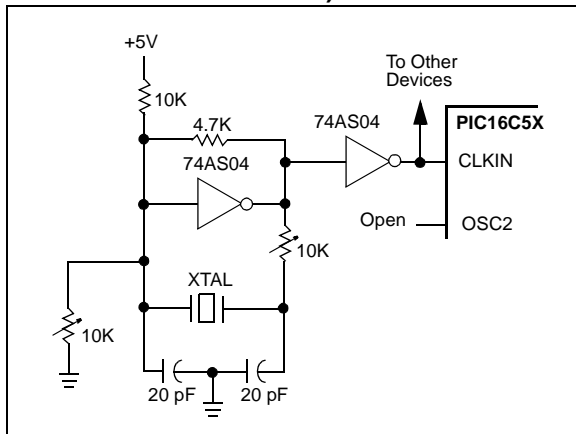 +5V
10K
4.7K
74AS04
74AS04
To Other
Devices
PIC16C5X
CLKIN
Open
OSC2
10K
XTAL
10K
20 pF
20 pF